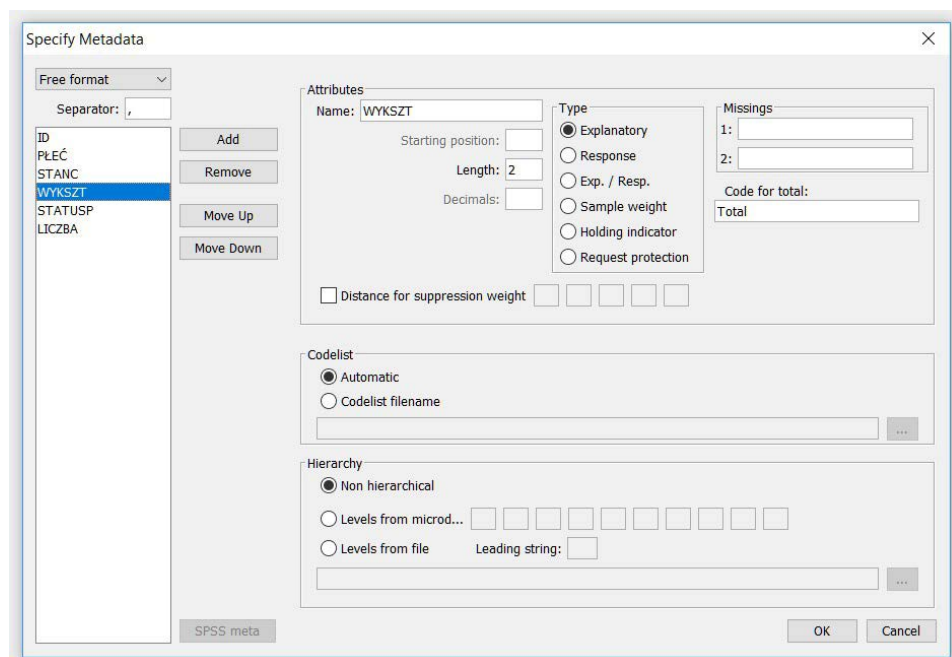 Specify Metadata
Free format
Separator: ,
ID
PŁEĆ
STANC
WYKSZT
STATUSP
LICZBA
Add
Remove
Move Up
Move Down
SPSS meta
Attributes
Name: WYKSZT
Starting position:
Length: 2
Decimals:
Type
Explanatory
Response
Exp. / Resp.
Sample weight
Holding indicator
Request protection
Missings
1:
2:
Code for total:
Total
Distance for suppression weight
Codelist
Automatic
Codelist filename
...
Hierarchy
Non hierarchical
Levels from microd...
Levels from file Leading string:
...
OK Cancel